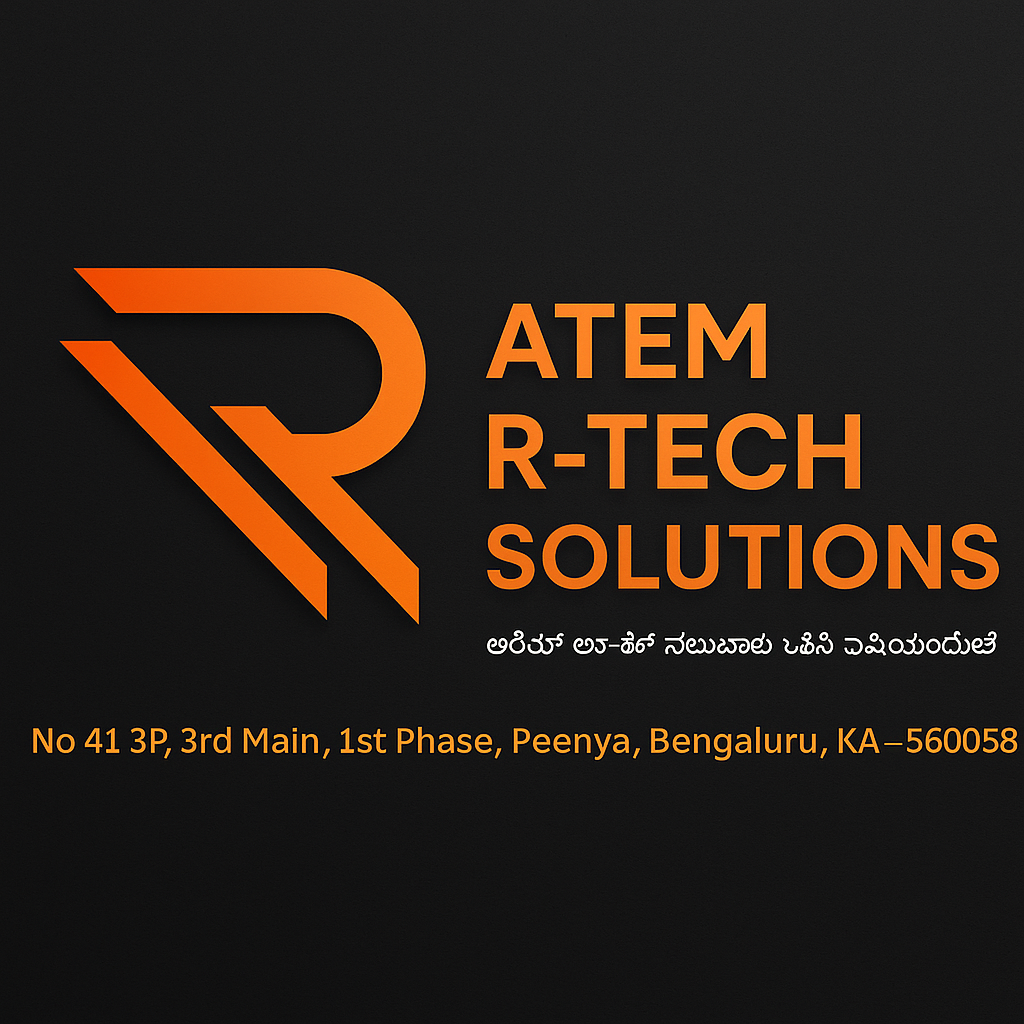 ATEM
R-TECH
SOLUTIONS
No 41 3P, 3rd Main, 1st Phase, Peenya, Bengaluru, KA–560058